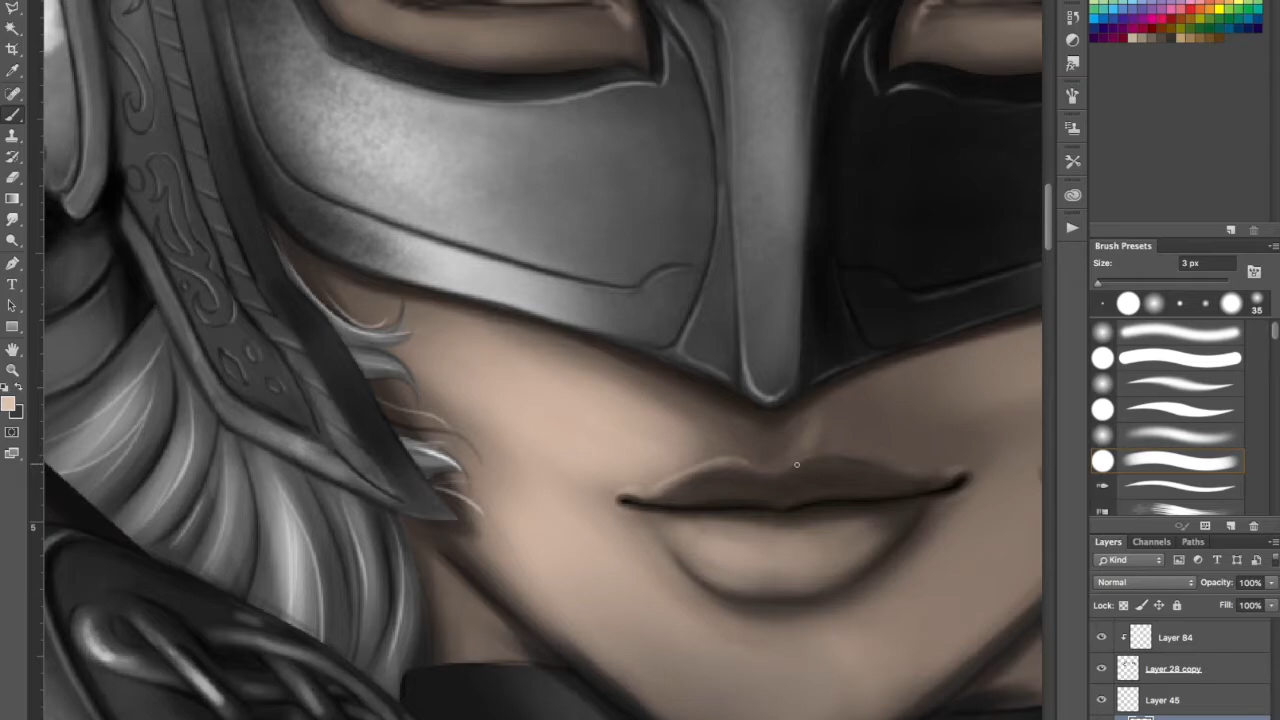 Brush Presets
Size: 3 px
35
Layers Channels Paths
Kind
Normal Opacity: 100%
Lock: Fill: 100%
Layer 84
Layer 28 copy
Layer 45
5